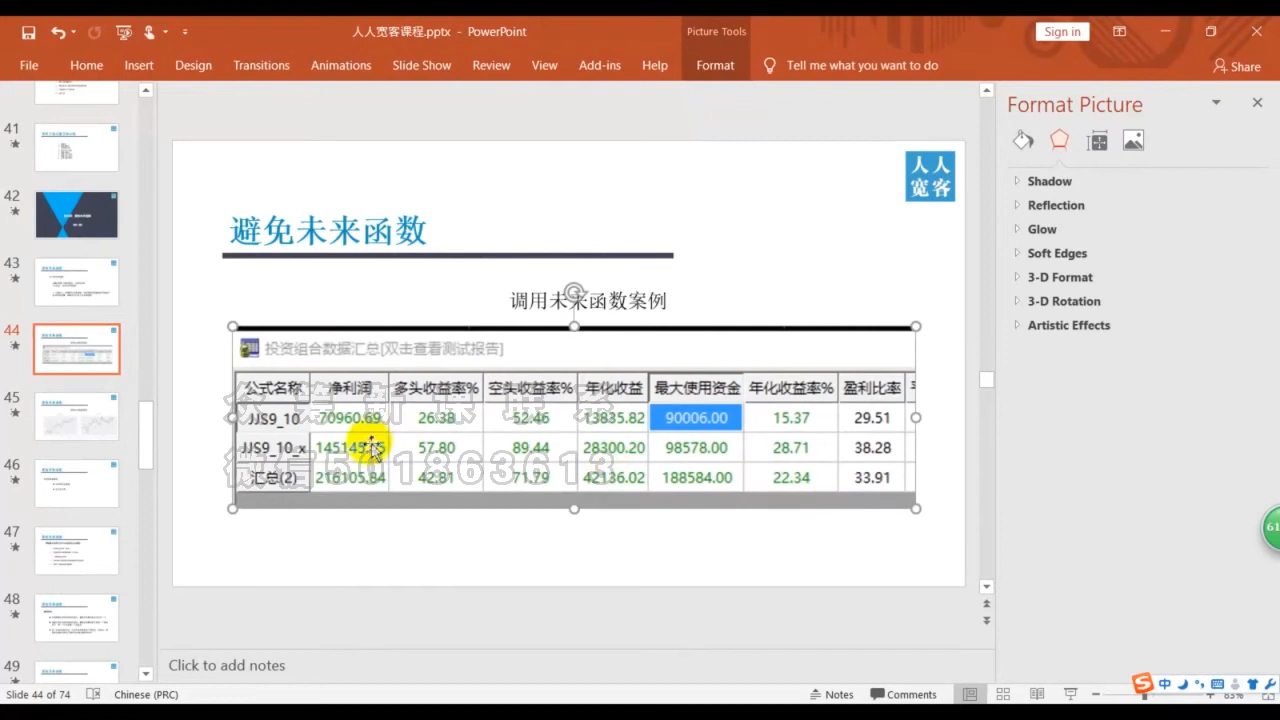 人人宽客课程.pptx - PowerPoint
Picture Tools
Sign in
File Home Insert Design Transitions Animations Slide Show Review View Add-ins Help Format Tell me what you want to do Share
41
42
43
44
45
46
47
48
49
人人
宽客
避免未来函数
调用未来函数案例
投资组合数据汇总[双击查看测试报告]
公式名称 净利润 多头收益率% 空头收益率% 年化收益 最大使用资金 年化收益率% 盈利比率
JJS9_10 70960.69 26.38 52.46 13835.82 90006.00 15.37 29.51
JJS9_10_x 57.80 89.44 28300.20 98578.00 28.71 38.28
汇总(2) 216105.84 42.81 71.79 42136.02 188584.00 22.34 33.91
Format Picture
Shadow
Reflection
Glow
Soft Edges
3-D Format
3-D Rotation
Artistic Effects
61
Click to add notes
Slide 44 of 74 Chinese (PRC) Notes Comments 83%
中